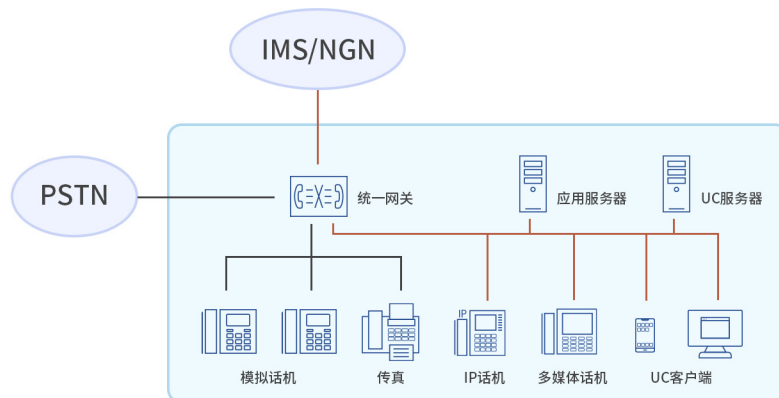 IMS/NGN
PSTN
统一网关
应用服务器
UC服务器
IP
模拟话机
传真
IP话机
多媒体话机
UC客户端